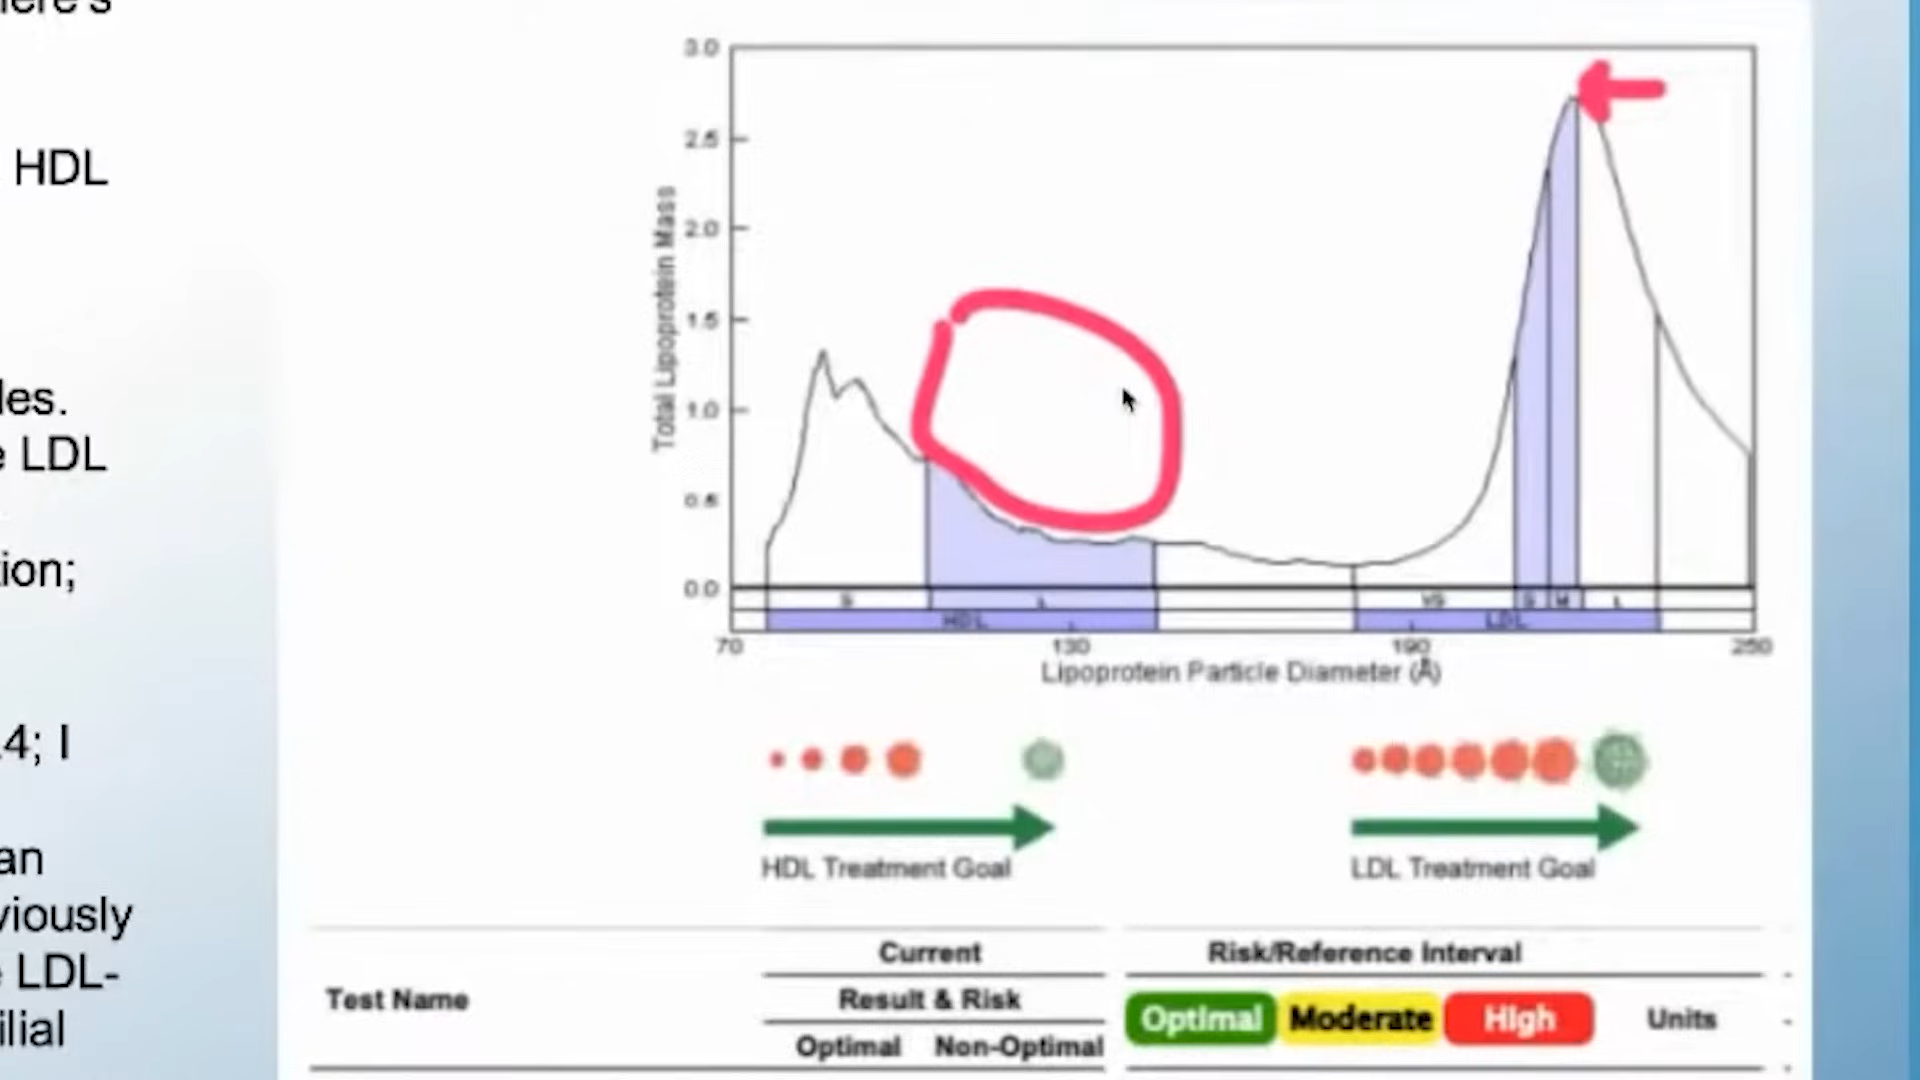 HDL
les.
LDL
tion;
4; I
an
viously
LDL-
ilial
3.0
2.5
2.0
1.5
1.0
0.5
0.0
Total Lipoprotein Mass
S L VS S M L
HDL LDL
70 130 190 250
Lipoprotein Particle Diameter (Å)
HDL Treatment Goal LDL Treatment Goal
Current Risk/Reference Interval
Test Name Result & Risk Optimal Moderate High Units
Optimal Non-Optimal